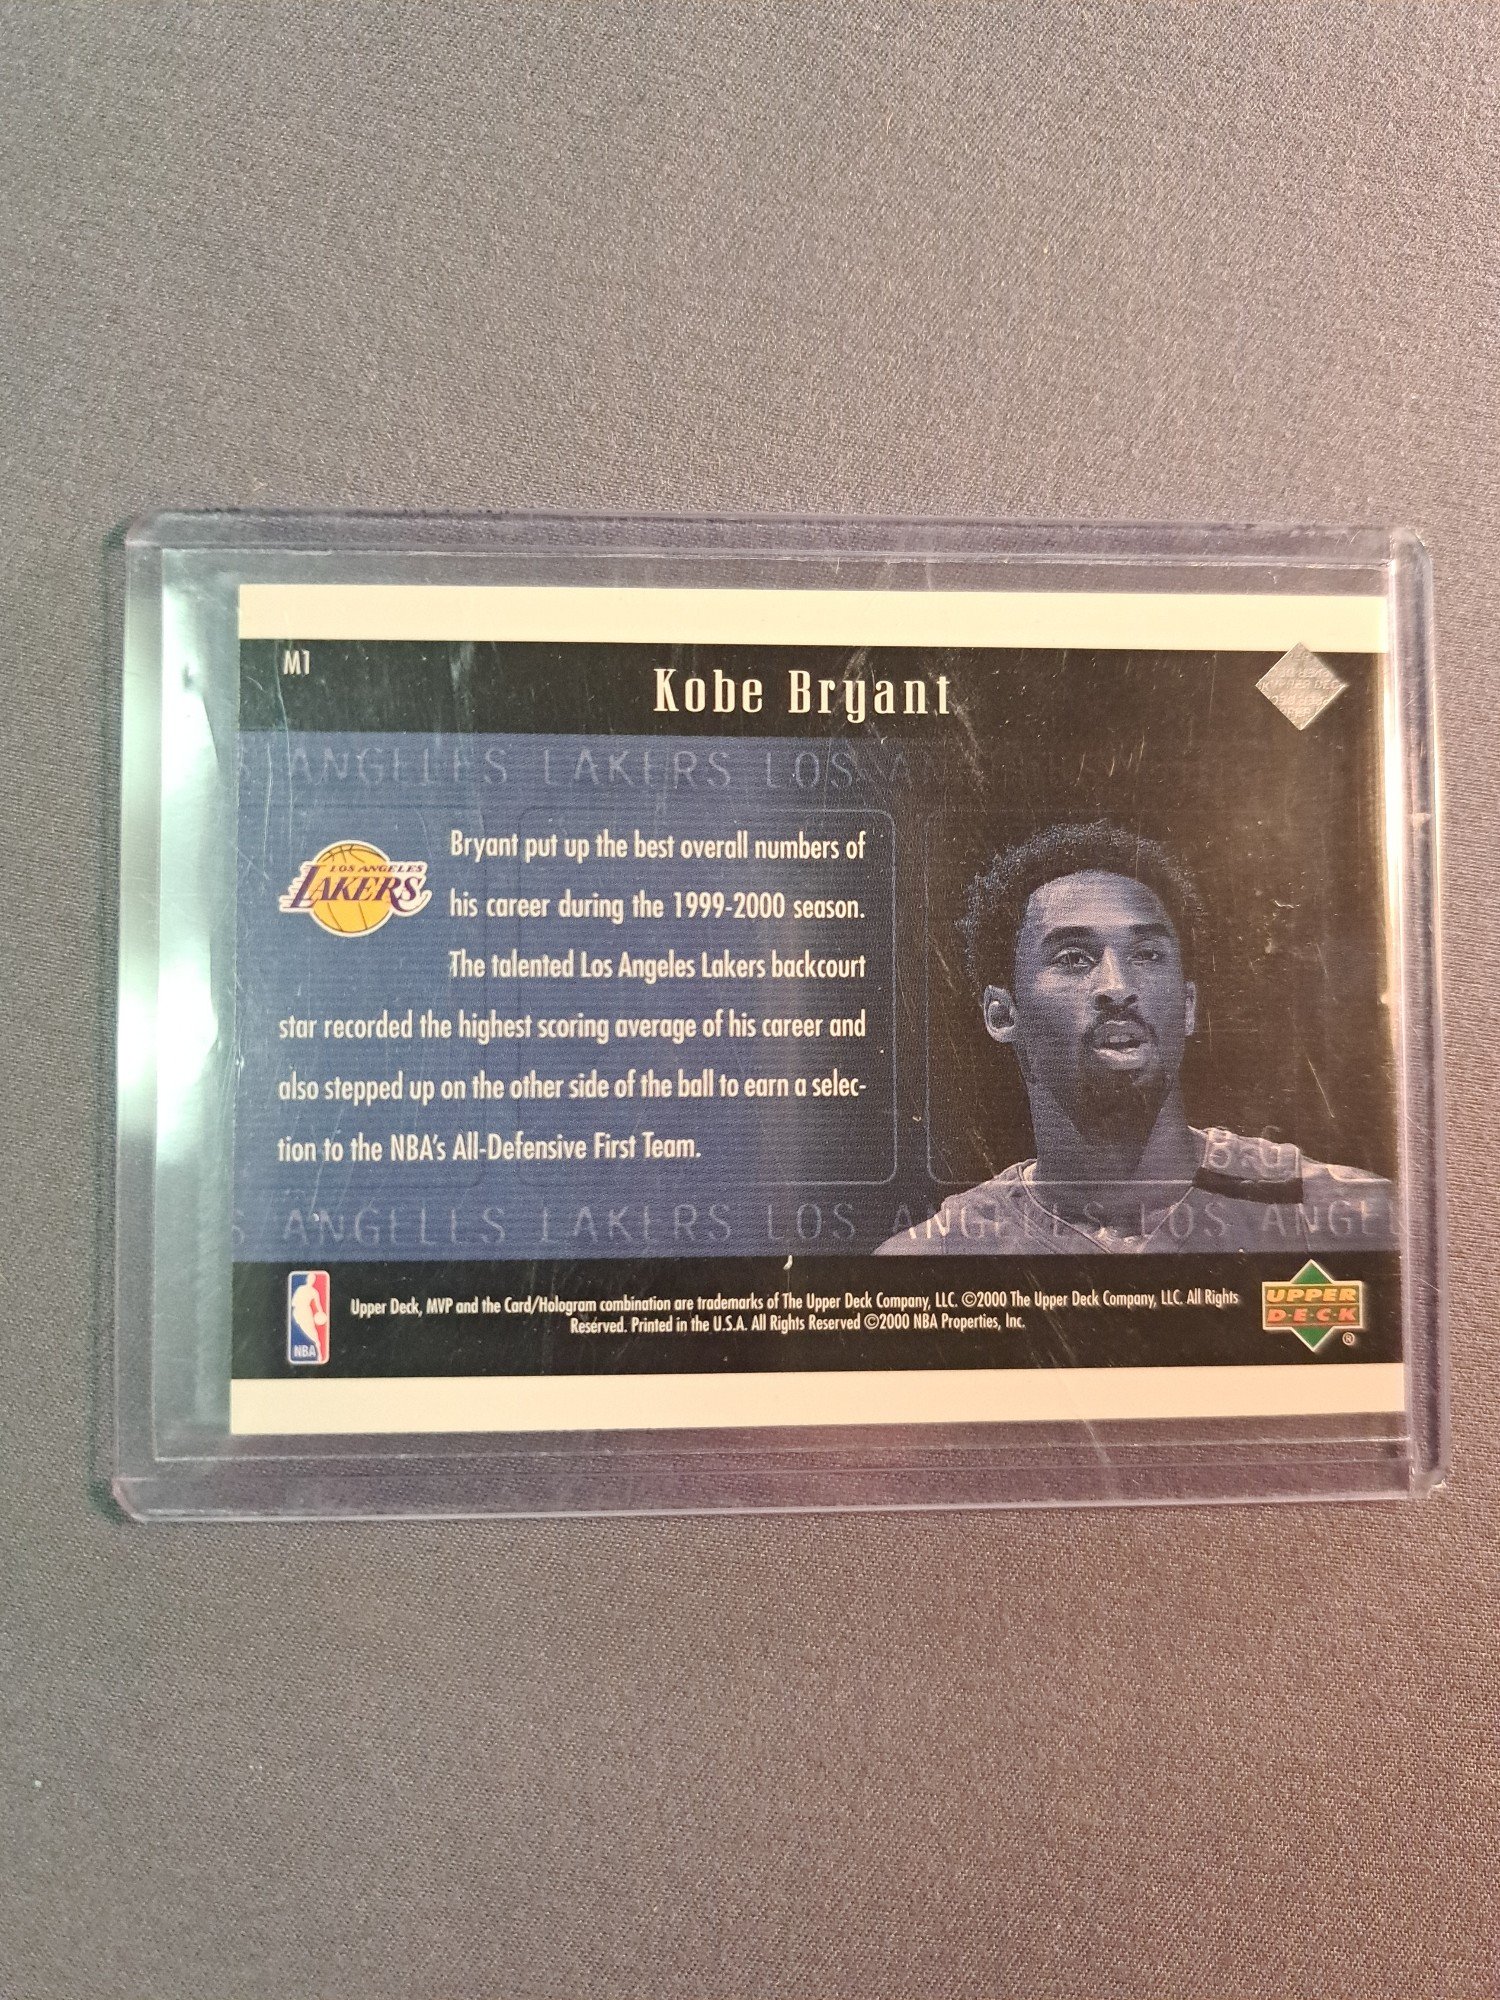 M1
Kobe Bryant
S ANGELES LAKERS LOS AN
LOS ANGELES
LAKERS
Bryant put up the best overall numbers of
his career during the 1999-2000 season.
The talented Los Angeles Lakers backcourt
star recorded the highest scoring average of his career and
also stepped up on the other side of the ball to earn a selec-
tion to the NBA's All-Defensive First Team.
S ANGELES LAKERS LOS ANGELES LOS ANGEL
NBA
Upper Deck, MVP and the Card/Hologram combination are trademarks of The Upper Deck Company, LLC. ©2000 The Upper Deck Company, LLC. All Rights
Reserved. Printed in the U.S.A. All Rights Reserved ©2000 NBA Properties, Inc.
UPPER
D·E·C·K
®